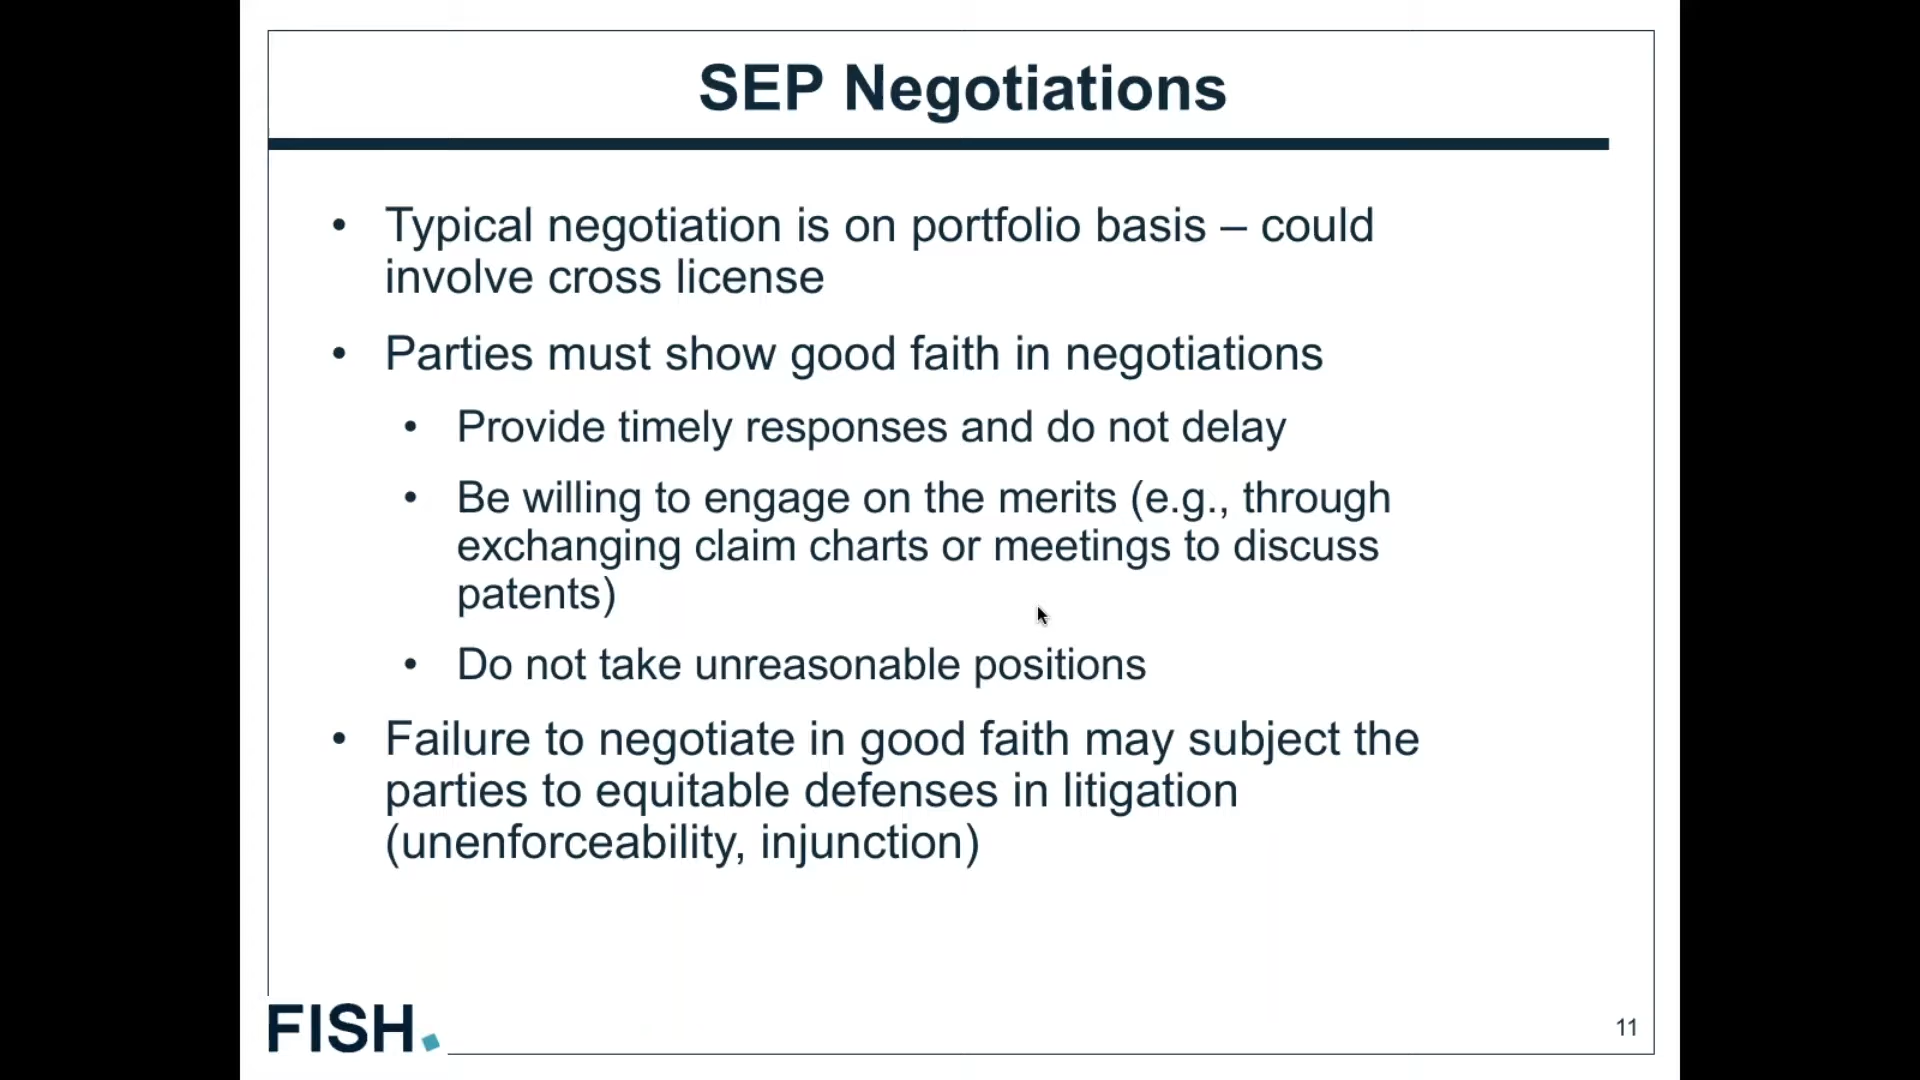 SEP Negotiations
• Typical negotiation is on portfolio basis – could
involve cross license
• Parties must show good faith in negotiations
• Provide timely responses and do not delay
• Be willing to engage on the merits (e.g., through
exchanging claim charts or meetings to discuss
patents)
• Do not take unreasonable positions
• Failure to negotiate in good faith may subject the
parties to equitable defenses in litigation
(unenforceability, injunction)
FISH.
11